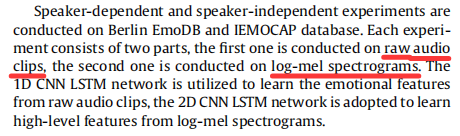 Speaker-dependent and speaker-independent experiments are
conducted on Berlin EmoDB and IEMOCAP database. Each experi-
ment consists of two parts, the first one is conducted on raw audio
clips, the second one is conducted on log-mel spectrograms. The
1D CNN LSTM network is utilized to learn the emotional features
from raw audio clips, the 2D CNN LSTM network is adopted to learn
high-level features from log-mel spectrograms.